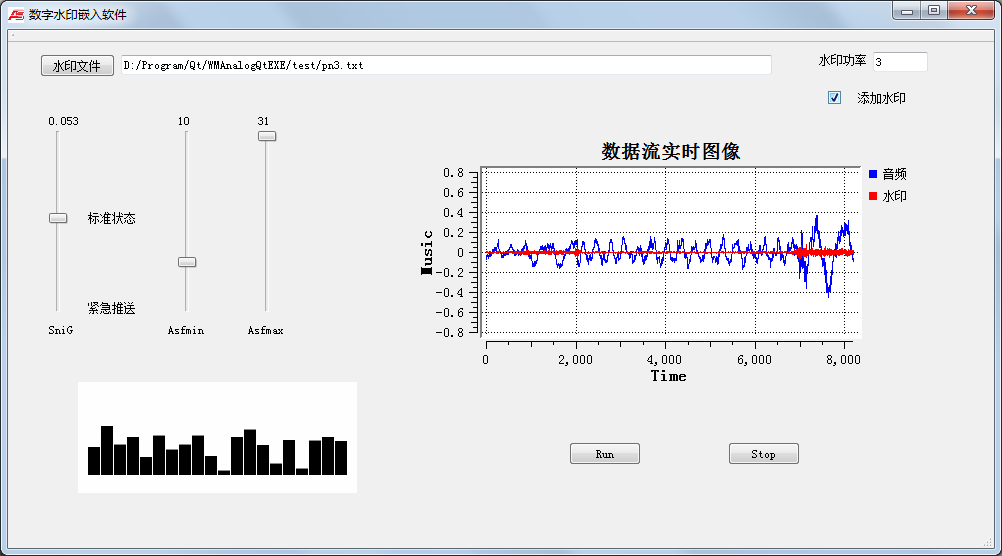 数字水印嵌入软件
水印文件 D:/Program/Qt/WMAnalogQtEXE/test/pn3.txt 水印功率 3
添加水印
0.053 10 31
标准状态
紧急推送
SniG Asfmin Asfmax
数据流实时图像
音频
水印
0.8
0.6
0.4
0.2
0
-0.2
-0.4
-0.6
-0.8
Music
0 2,000 4,000 6,000 8,000
Time
Run Stop